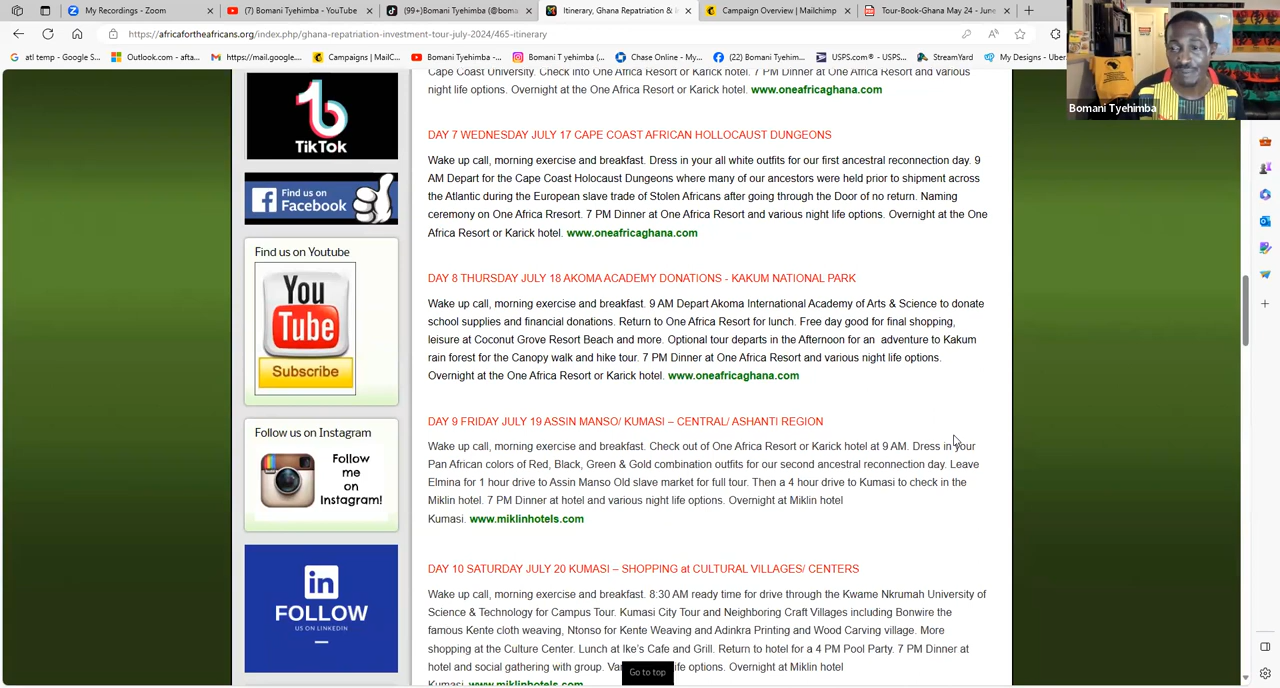 My Recordings - Zoom
(7) Bomani Tyehimba - YouTube
(99+)Bomani Tyehimba (@boma
Itinerary, Ghana Repatriation & I
Campaign Overview | Mailchimp
Tour-Book-Ghana May 24 - June
https://africafortheafricans.org/index.php/ghana-repatriation-investment-tour-july-2024/465-itinerary
atl temp - Google S...
Outlook.com - afta...
https://mail.google...
Campaigns | MailC...
Bomani Tyehimba -...
Bomani T yehimba (...
Chase Online - My...
(22) Bomani Tyehim...
USPS.com® - USPS...
StreamYard
My Designs - Uber
Bomani Tyehimba
TikTok
Find us on
Facebook
Find us on Youtube
You
Tube
Subscribe
Follow us on Instagram
Follow
me
on
Instagram!
in
FOLLOW
US ON LINKEDIN
Cape Coast University. Check into One Africa Resort or Karick hotel. 7 PM Dinner at One Africa Resort and various
night life options. Overnight at the One Africa Resort or Karick hotel. www.oneafricaghana.com
DAY 7 WEDNESDAY JULY 17 CAPE COAST AFRICAN HOLLOCAUST DUNGEONS
Wake up call, morning exercise and breakfast. Dress in your all white outfits for our first ancestral reconnection day. 9
AM Depart for the Cape Coast Holocaust Dungeons where many of our ancestors were held prior to shipment across
the Atlantic during the European slave trade of Stolen Africans after going through the Door of no return. Naming
ceremony on One Africa Rresort. 7 PM Dinner at One Africa Resort and various night life options. Overnight at the One
Africa Resort or Karick hotel. www.oneafricaghana.com
DAY 8 THURSDAY JULY 18 AKOMA ACADEMY DONATIONS - KAKUM NATIONAL PARK
Wake up call, morning exercise and breakfast. 9 AM Depart Akoma International Academy of Arts & Science to donate
school supplies and financial donations. Return to One Africa Resort for lunch. Free day good for final shopping,
leisure at Coconut Grove Resort Beach and more. Optional tour departs in the Afternoon for an adventure to Kakum
rain forest for the Canopy walk and hike tour. 7 PM Dinner at One Africa Resort and various night life options.
Overnight at the One Africa Resort or Karick hotel. www.oneafricaghana.com
DAY 9 FRIDAY JULY 19 ASSIN MANSO/ KUMASI – CENTRAL/ ASHANTI REGION
Wake up call, morning exercise and breakfast. Check out of One Africa Resort or Karick hotel at 9 AM. Dress in your
Pan African colors of Red, Black, Green & Gold combination outfits for our second ancestral reconnection day. Leave
Elmina for 1 hour drive to Assin Manso Old slave market for full tour. Then a 4 hour drive to Kumasi to check in the
Miklin hotel. 7 PM Dinner at hotel and various night life options. Overnight at Miklin hotel
Kumasi. www.miklinhotels.com
DAY 10 SATURDAY JULY 20 KUMASI – SHOPPING at CULTURAL VILLAGES/ CENTERS
Wake up call, morning exercise and breakfast. 8:30 AM ready time for drive through the Kwame Nkrumah University of
Science & Technology for Campus Tour. Kumasi City Tour and Neighboring Craft Villages including Bonwire the
famous Kente cloth weaving, Ntonso for Kente Weaving and Adinkra Printing and Wood Carving village. More
shopping at the Culture Center. Lunch at Ike's Cafe and Grill. Return to hotel for a 4 PM Pool Party. 7 PM Dinner at
hotel and social gathering with group. Va life options. Overnight at Miklin hotel
Kumasi. www.miklinhotels.com
Go to top